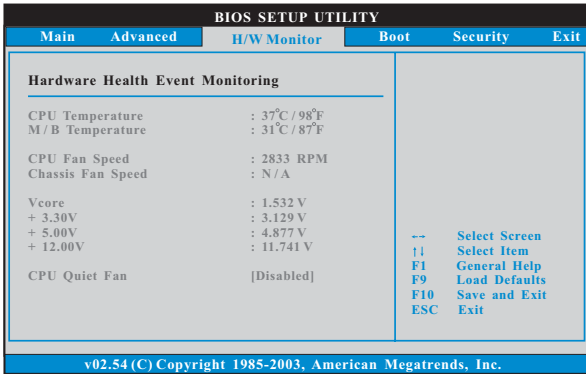 BIOS SETUP UTILITY
Main Advanced H/W Monitor Boot Security Exit
Hardware Health Event Monitoring
CPU Temperature : 37°C / 98°F
M / B Temperature : 31°C / 87°F
CPU Fan Speed : 2833 RPM
Chassis Fan Speed : N / A
Vcore : 1.532 V
+ 3.30V : 3.129 V
+ 5.00V : 4.877 V
+ 12.00V : 11.741 V
CPU Quiet Fan [Disabled]
←→ Select Screen
↑↓ Select Item
F1 General Help
F9 Load Defaults
F10 Save and Exit
ESC Exit
v02.54 (C) Copyright 1985-2003, American Megatrends, Inc.